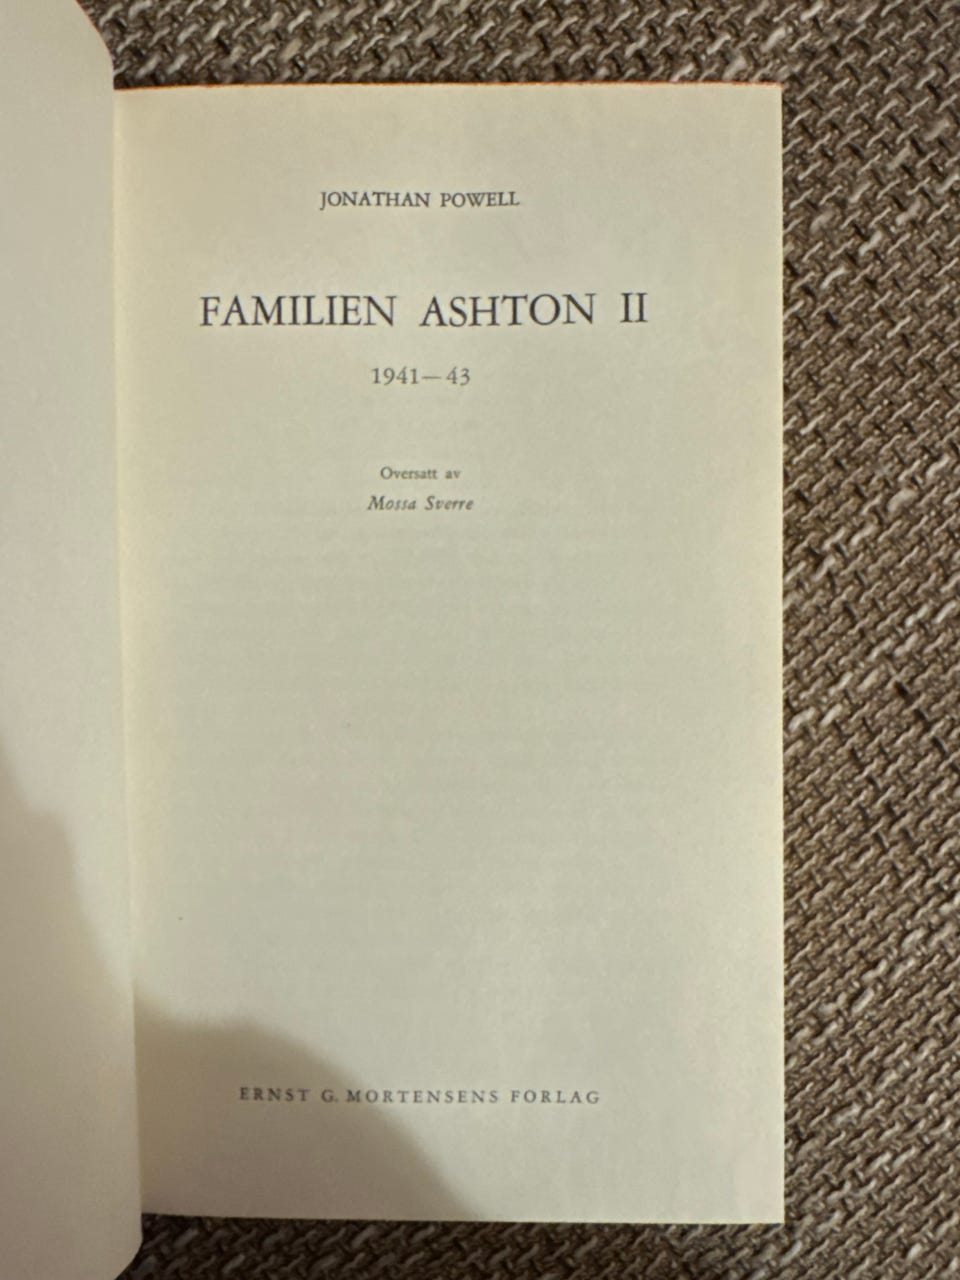 JONATHAN POWELL
FAMILIEN ASHTON II
1941—43
Oversatt av
Mossa Sverre
ERNST G. MORTENSENS FORLAG